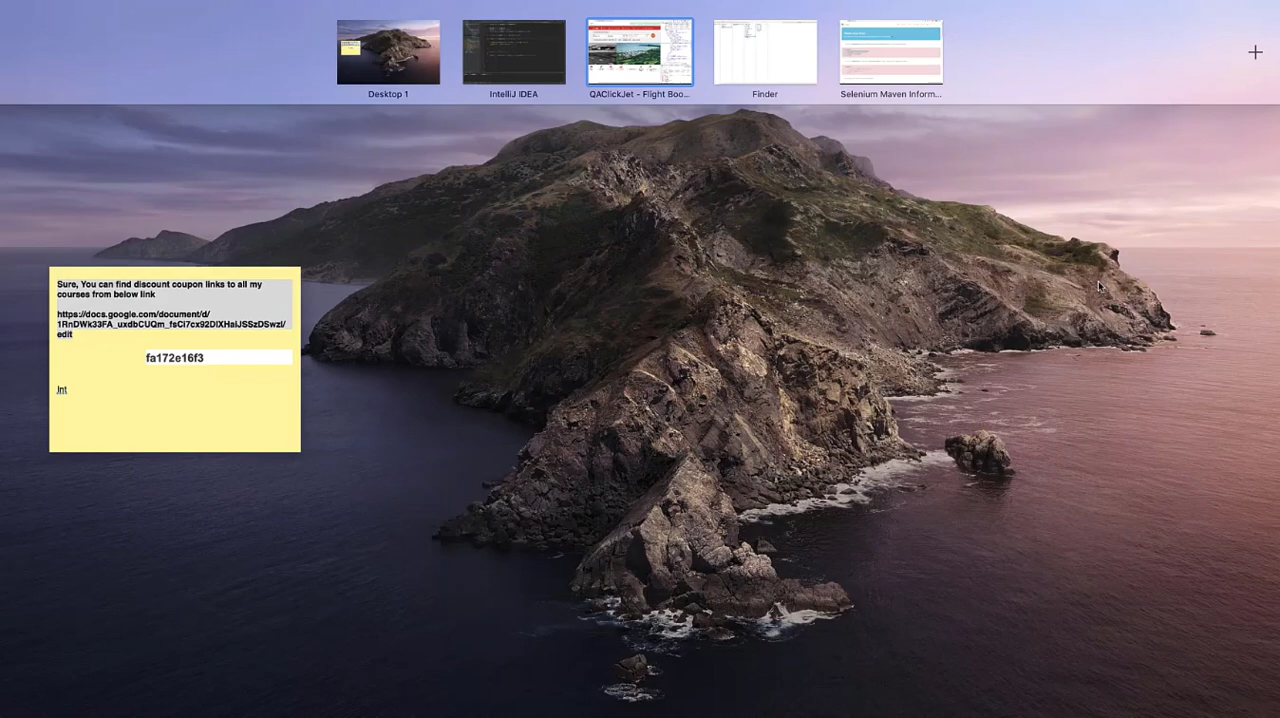 Desktop 1
IntelliJ IDEA
QAClickJet - Flight Boo...
Finder
Selenium Maven Inform...
Sure, You can find discount coupon links to all my
courses from below link
https://docs.google.com/document/d/
edit
fa172e16f3
Int